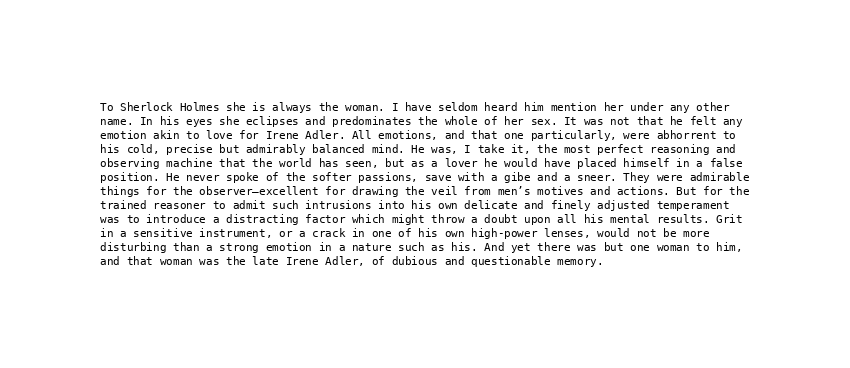 To Sherlock Holmes she is always the woman. I have seldom heard him mention her under any other
name. In his eyes she eclipses and predominates the whole of her sex. It was not that he felt any
emotion akin to love for Irene Adler. All emotions, and that one particularly, were abhorrent to
his cold, precise but admirably balanced mind. He was, I take it, the most perfect reasoning and
observing machine that the world has seen, but as a lover he would have placed himself in a false
position. He never spoke of the softer passions, save with a gibe and a sneer. They were admirable
things for the observer—excellent for drawing the veil from men’s motives and actions. But for the
trained reasoner to admit such intrusions into his own delicate and finely adjusted temperament
was to introduce a distracting factor which might throw a doubt upon all his mental results. Grit
in a sensitive instrument, or a crack in one of his own high-power lenses, would not be more
disturbing than a strong emotion in a nature such as his. And yet there was but one woman to him,
and that woman was the late Irene Adler, of dubious and questionable memory.